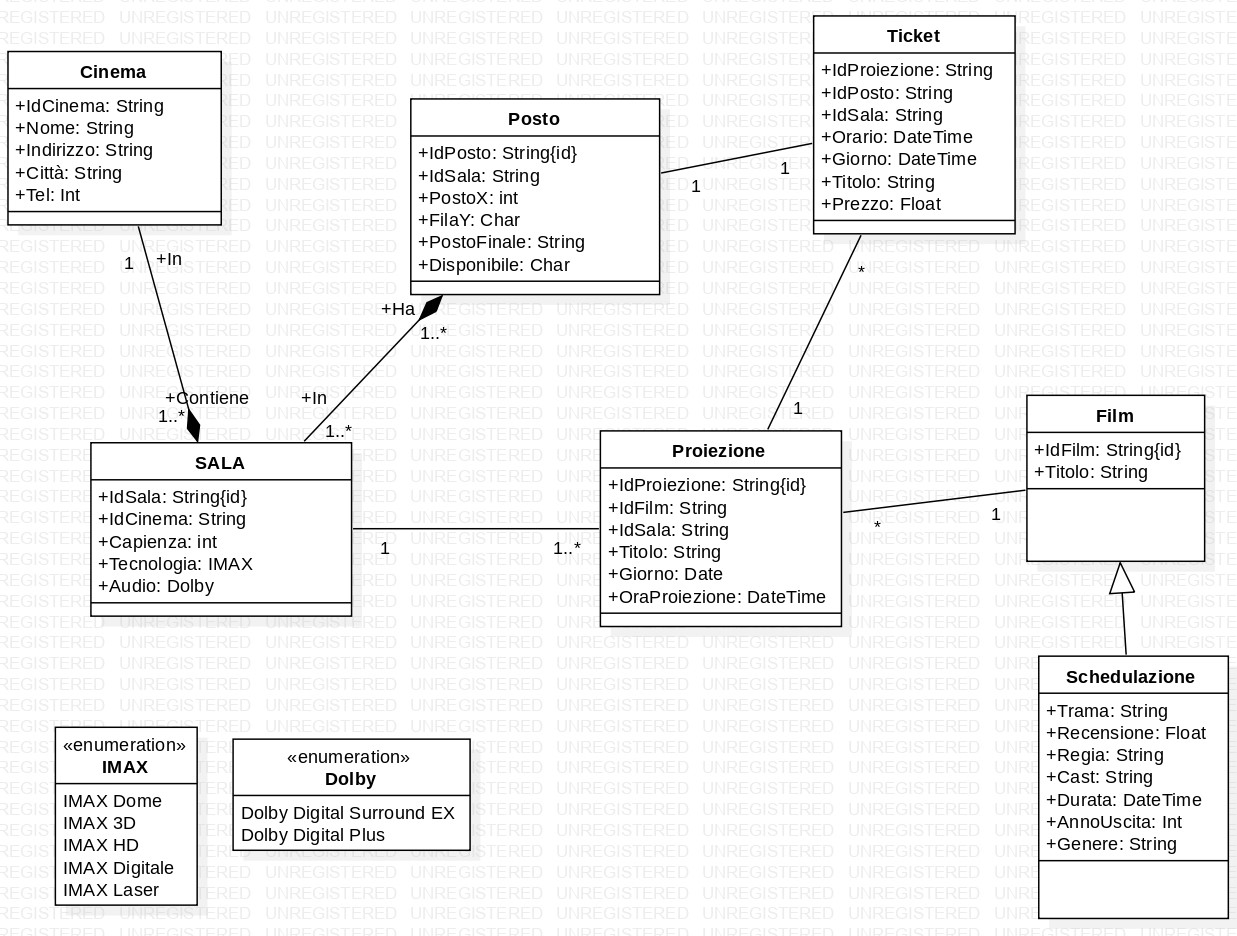 Cinema
+IdCinema: String
+Nome: String
+Indirizzo: String
+Città: String
+Tel: Int
Posto
+IdPosto: String{id}
+IdSala: String
+PostoX: int
+FilaY: Char
+PostoFinale: String
+Disponibile: Char
Ticket
+IdProiezione: String
+IdPosto: String
+IdSala: String
+Orario: DateTime
+Giorno: DateTime
+Titolo: String
+Prezzo: Float
1
+In
+Contiene
1..*
+Ha
1..*
+In
1..*
1
1
*
1
SALA
+IdSala: String{id}
+IdCinema: String
+Capienza: int
+Tecnologia: IMAX
+Audio: Dolby
1
1..*
Proiezione
+IdProiezione: String{id}
+IdFilm: String
+IdSala: String
+Titolo: String
+Giorno: Date
+OraProiezione: DateTime
*
1
Film
+IdFilm: String{id}
+Titolo: String
Schedulazione
+Trama: String
+Recensione: Float
+Regia: String
+Cast: String
+Durata: DateTime
+AnnoUscita: Int
+Genere: String
«enumeration»
IMAX
IMAX Dome
IMAX 3D
IMAX HD
IMAX Digitale
IMAX Laser
«enumeration»
Dolby
Dolby Digital Surround EX
Dolby Digital Plus
UNREGISTERED